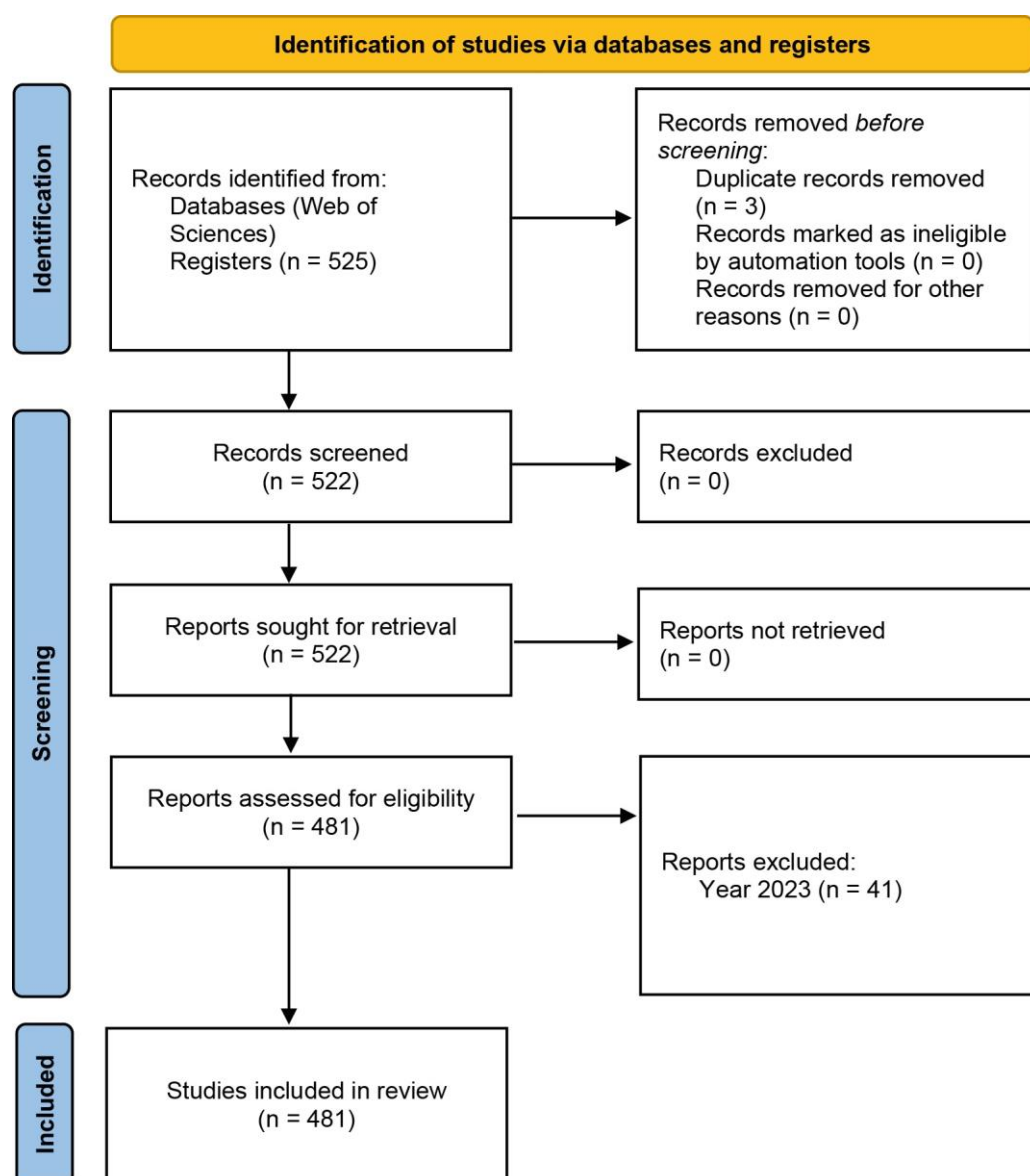 Identification of studies via databases and registers
Identification
Records identified from:
Databases (Web of
Sciences)
Registers (n = 525)
Records removed before
screening:
Duplicate records removed
(n = 3)
Records marked as ineligible
by automation tools (n = 0)
Records removed for other
reasons (n = 0)
Screening
Records screened
(n = 522)
Records excluded
(n = 0)
Reports sought for retrieval
(n = 522)
Reports not retrieved
(n = 0)
Reports assessed for eligibility
(n = 481)
Reports excluded:
Year 2023 (n = 41)
Included
Studies included in review
(n = 481)